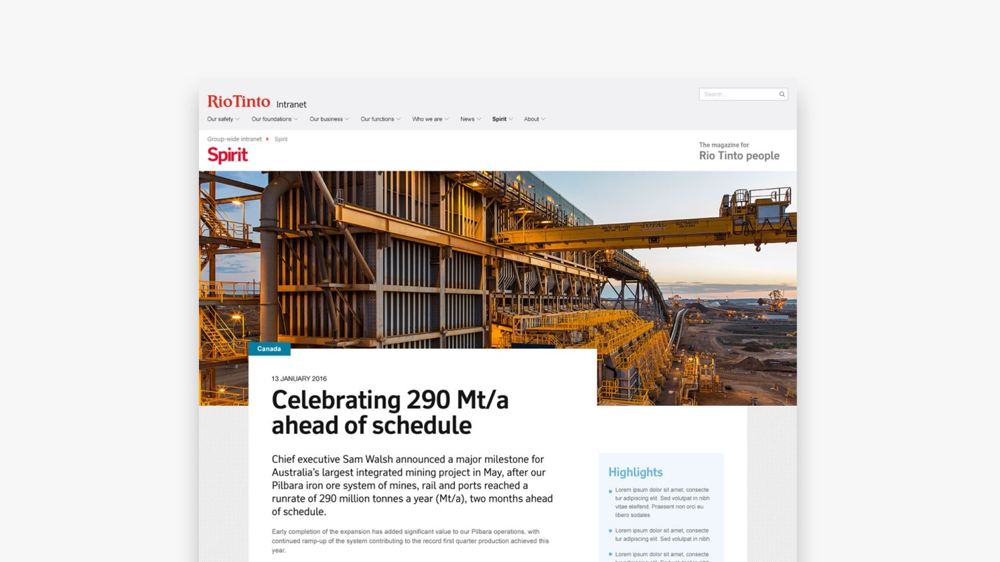 RioTinto Intranet
Search...
Our safety Our foundations Our business Our functions Who we are News Spirit About
Group-wide intranet Spirit
Spirit
The magazine for
Rio Tinto people
Canada
13 JANUARY 2016
Celebrating 290 Mt/a
ahead of schedule
Chief executive Sam Walsh announced a major milestone for
Australia's largest integrated mining project in May, after our
Pilbara iron ore system of mines, rail and ports reached a
runrate of 290 million tonnes a year (Mt/a), two months ahead
of schedule.
Early completion of the expansion has added significant value to our Pilbara operations, with
continued ramp-up of the system contributing to the record first quarter production achieved this
year.
Highlights
Lorem ipsum dolor sit amet, consecte
tur adipiscing elit. Sed volutpat in nibh
vitae eleifend. Praesent non orci eu
libero sodales
Lorem ipsum dolor sit amet, consecte
tur adipiscing elit. Sed volutpat in nibh
Lorem ipsum dolor sit amet, consecte